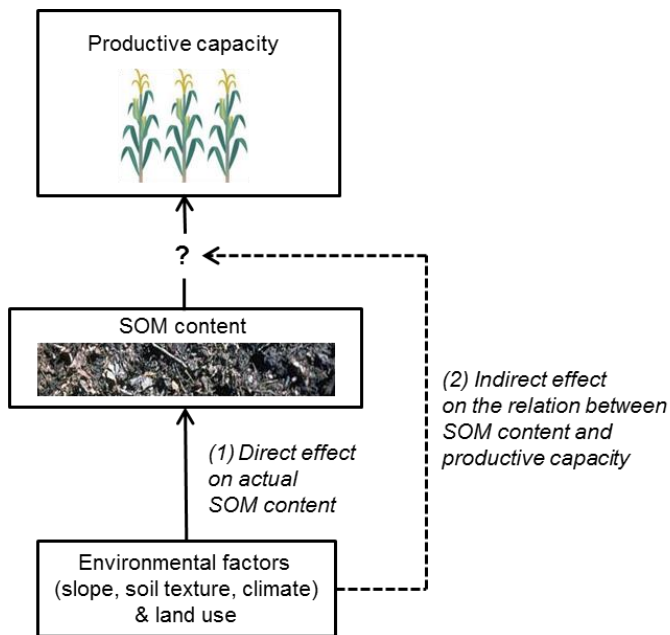 Productive capacity
?
SOM content
(1) Direct effect
on actual
SOM content
(2) Indirect effect
on the relation between
SOM content and
productive capacity
Environmental factors
(slope, soil texture, climate)
& land use